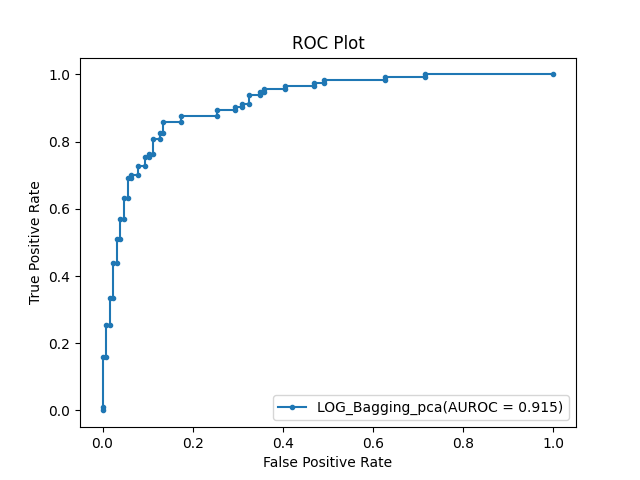 ROC Plot
1.0
0.8
0.6
0.4
0.2
0.0
True Positive Rate
LOG_Bagging_pca(AUROC = 0.915)
0.0 0.2 0.4 0.6 0.8 1.0
False Positive Rate